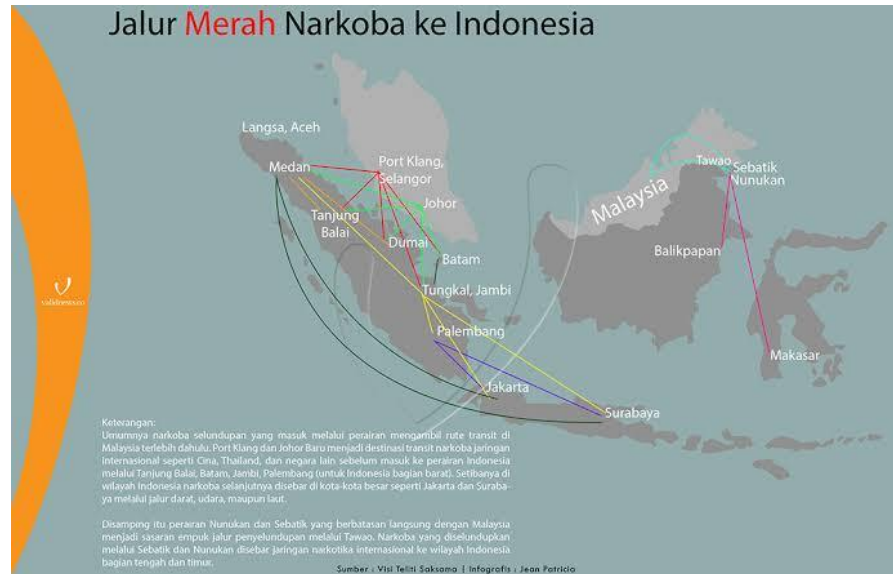 Jalur Merah Narkoba ke Indonesia
Langsa, Aceh
Medan
Port Klang,
Selangor
Johor
Tanjung
Balai
Dumai
Batam
Tungkal, Jambi
Palembang
Jakarta
Surabaya
Malaysia
Tawao
Sebatik
Nunukan
Balikpapan
Makasar
validnews.co
Keterangan:
Umumnya narkoba selundupan yang masuk melalui perairan mengambil rute transit di
Malaysia terlebih dahulu. Port Klang dan Johor Baru menjadi destinasi transit narkoba jaringan
internasional seperti Cina, Thailand, dan negara lain sebelum masuk ke perairan Indonesia
melalui Tanjung Balai, Batam, Jambi, Palembang (untuk Indonesia bagian barat). Setibanya di
wilayah Indonesia narkoba selanjutnya disebar di kota-kota besar seperti Jakarta dan Suraba-
ya melalui jalur darat, udara, maupun laut.
Disamping itu perairan Nunukan dan Sebatik yang berbatasan langsung dengan Malaysia
menjadi sasaran empuk jalur penyelundupan melalui Tawao. Narkoba yang diselundupkan
melalui Sebatik dan Nunukan disebar jaringan narkotika internasional ke wilayah Indonesia
bagian tengah dan timur.
Sumber : Visi Teliti Saksama | Infografis : Jean Patricia